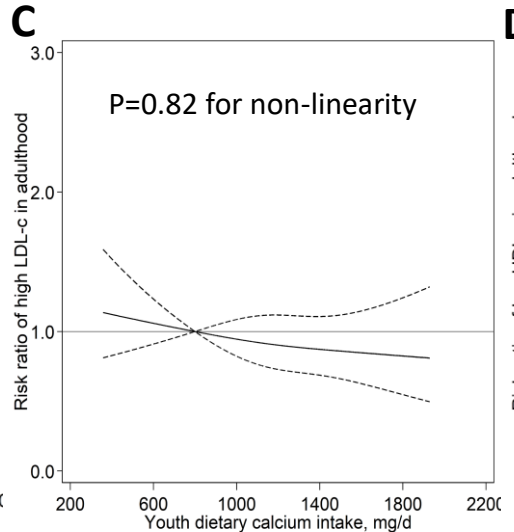 C
3.0
P=0.82 for non-linearity
2.0
1.0
0.0
Risk ratio of high LDL-c in adulthood
200 600 1000 1400 1800 2200
Youth dietary calcium intake, mg/d